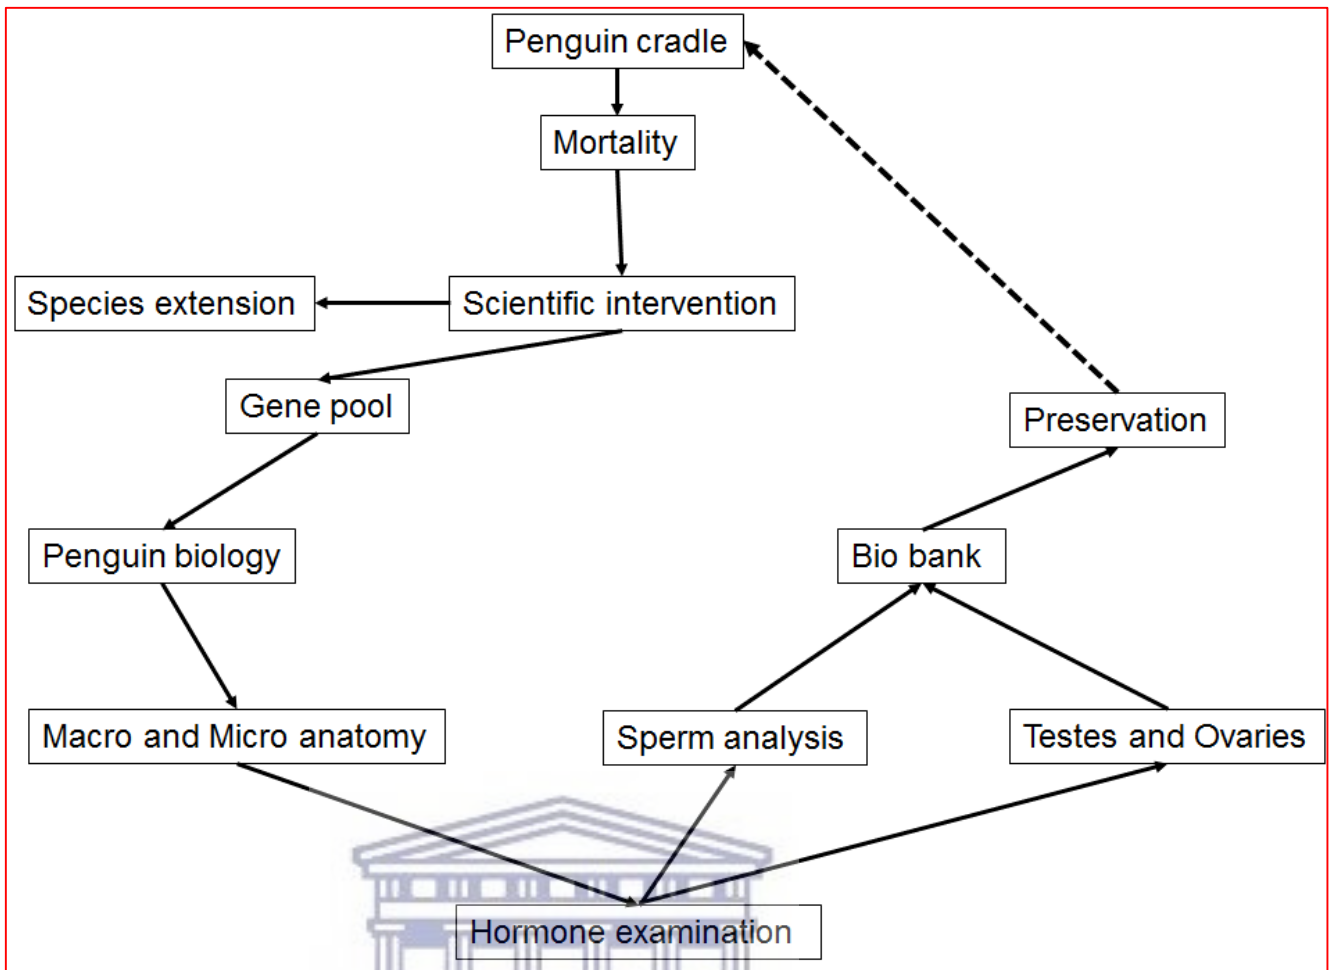 Penguin cradle
Mortality
Species extension
Scientific intervention
Gene pool
Preservation
Penguin biology
Bio bank
Macro and Micro anatomy
Sperm analysis
Testes and Ovaries
Hormone examination